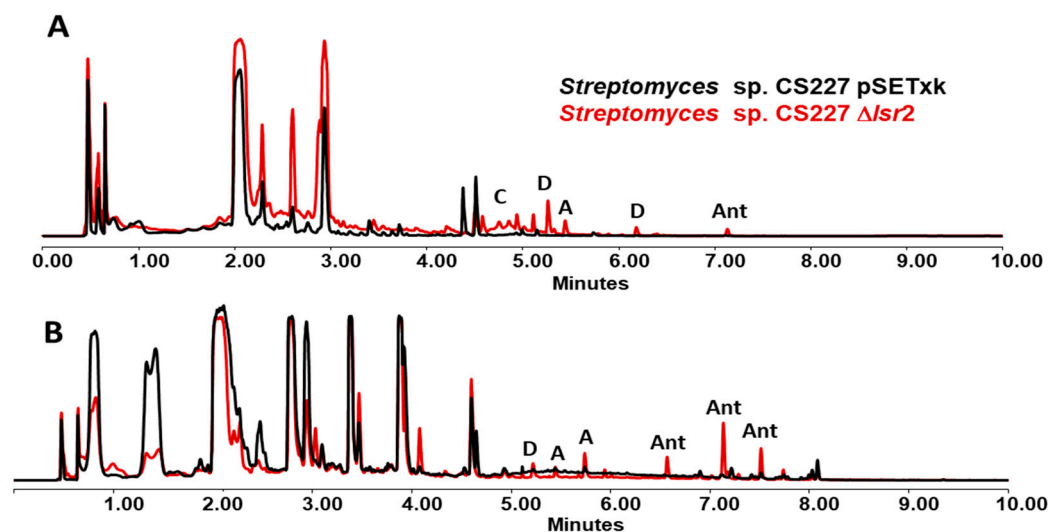 A
Streptomyces sp. CS227 pSETxk
Streptomyces sp. CS227 Δlsr2
C D A D Ant
0.00 1.00 2.00 3.00 4.00 5.00 6.00 7.00 8.00 9.00 10.00
Minutes
B
D A A Ant Ant Ant
1.00 2.00 3.00 4.00 5.00 6.00 7.00 8.00 9.00 10.00
Minutes